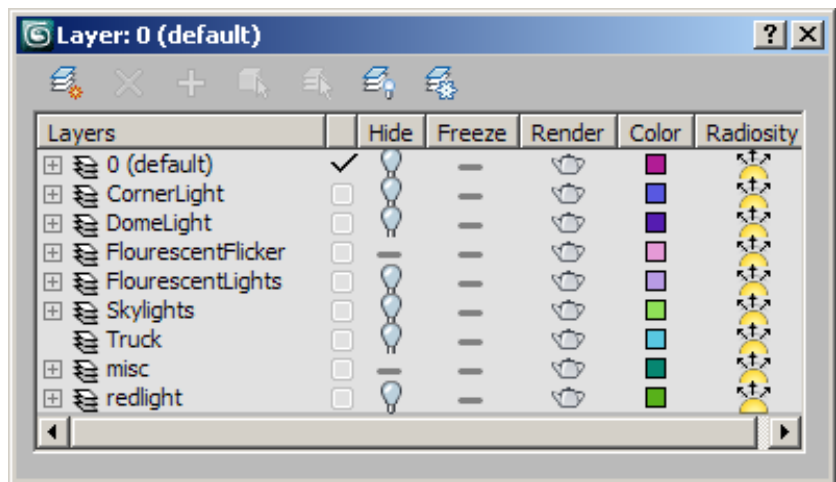 Layer: 0 (default)
Layers Hide Freeze Render Color Radiosity
0 (default)
CornerLight
DomeLight
FlourescentFlicker
FlourescentLights
Skylights
Truck
misc
redlight